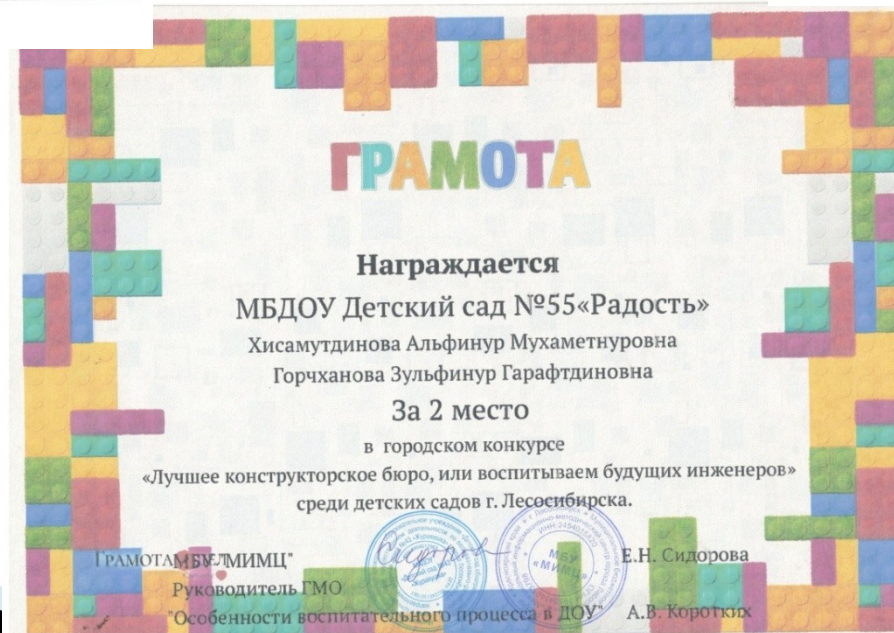 ГРАМОТА
Награждается
МБДОУ Детский сад №55«Радость»
Хисамутдинова Альфинур Мухаметнуровна
Горчханова Зульфинур Гарафтдиновна
За 2 место
в городском конкурсе
«Лучшее конструкторское бюро, или воспитываем будущих инженеров»
среди детских садов г. Лесосибирска.
МИМЦ" Е.Н. Сидорова
Руководитель ГМО
"Особенности воспитательного процесса в ДОУ" А.В. Коротких
МБУ
«МИМЦ»